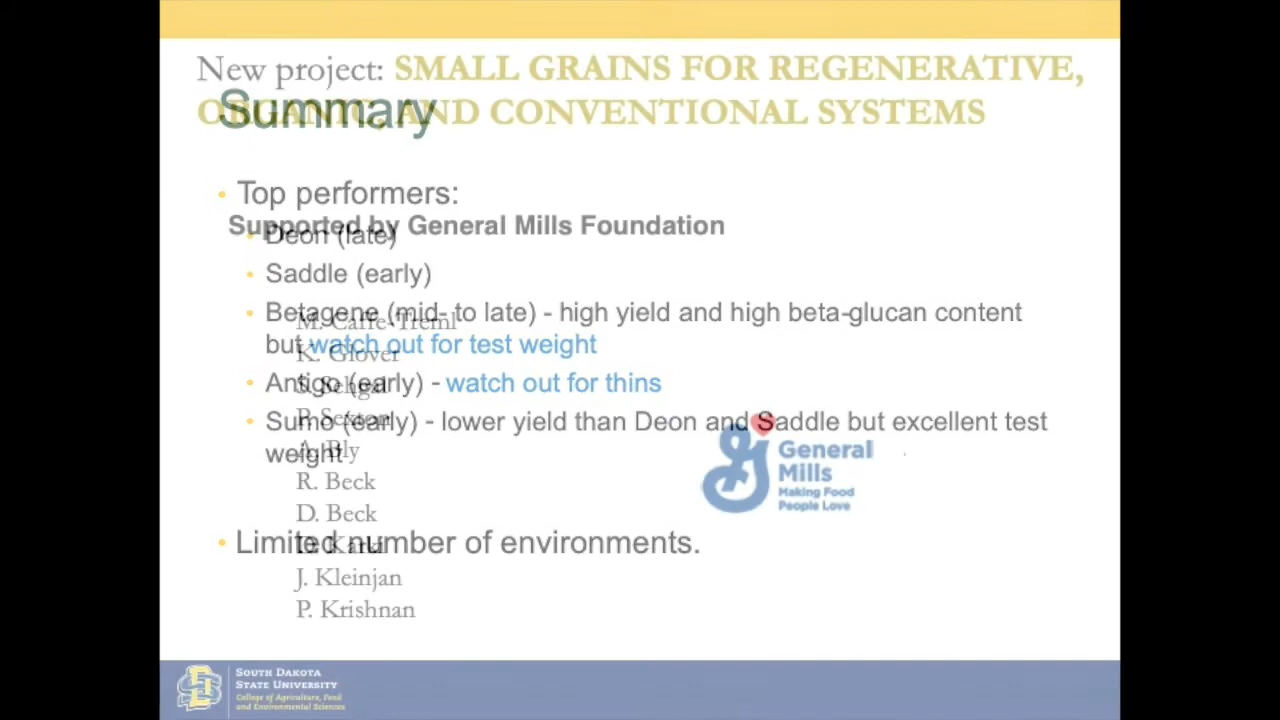 New project: SMALL GRAINS FOR REGENERATIVE,
ORGANIC, AND CONVENTIONAL SYSTEMS
Summary
• Top performers:
Supported by General Mills Foundation
• Deon (late)
• Saddle (early)
• Betagene (mid- to late) - high yield and high beta-glucan content
but watch out for test weight
• Antigo (early) - watch out for thins
• Sumo (early) - lower yield than Deon and Saddle but excellent test
weight
• Limited number of environments.
M. Caffe-Treml
K. Glover
S. Sehgal
P. Sexton
A. Bly
R. Beck
D. Beck
J. Kleinjan
P. Krishnan
General
Mills
Making Food
People Love
SOUTH DAKOTA
STATE UNIVERSITY
College of Agriculture, Food
and Environmental Sciences